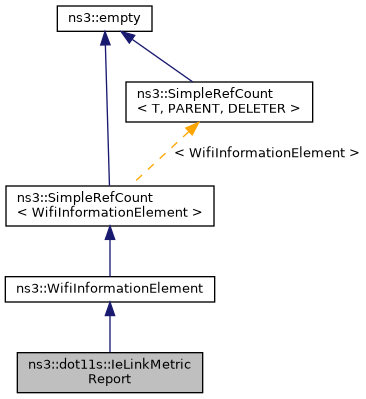 ns3::empty
ns3::SimpleRefCount
< T, PARENT, DELETER >
< WifiInformationElement >
ns3::SimpleRefCount
< WifiInformationElement >
ns3::WifiInformationElement
ns3::dot11s::IeLinkMetric
Report